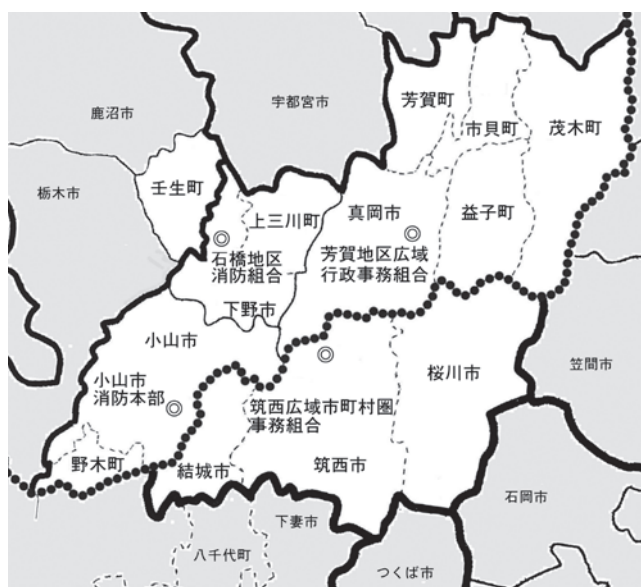 鹿沼市
宇都宮市
芳賀町
市貝町
茂木町
栃木市
壬生町
上三川町
真岡市
益子町
石橋地区
消防組合
芳賀地区広域
行政事務組合
下野市
小山市
桜川市
笠間市
小山市
消防本部
筑西広域市町村圏
事務組合
野木町
結城市
筑西市
石岡市
下妻市
八千代町
つくば市